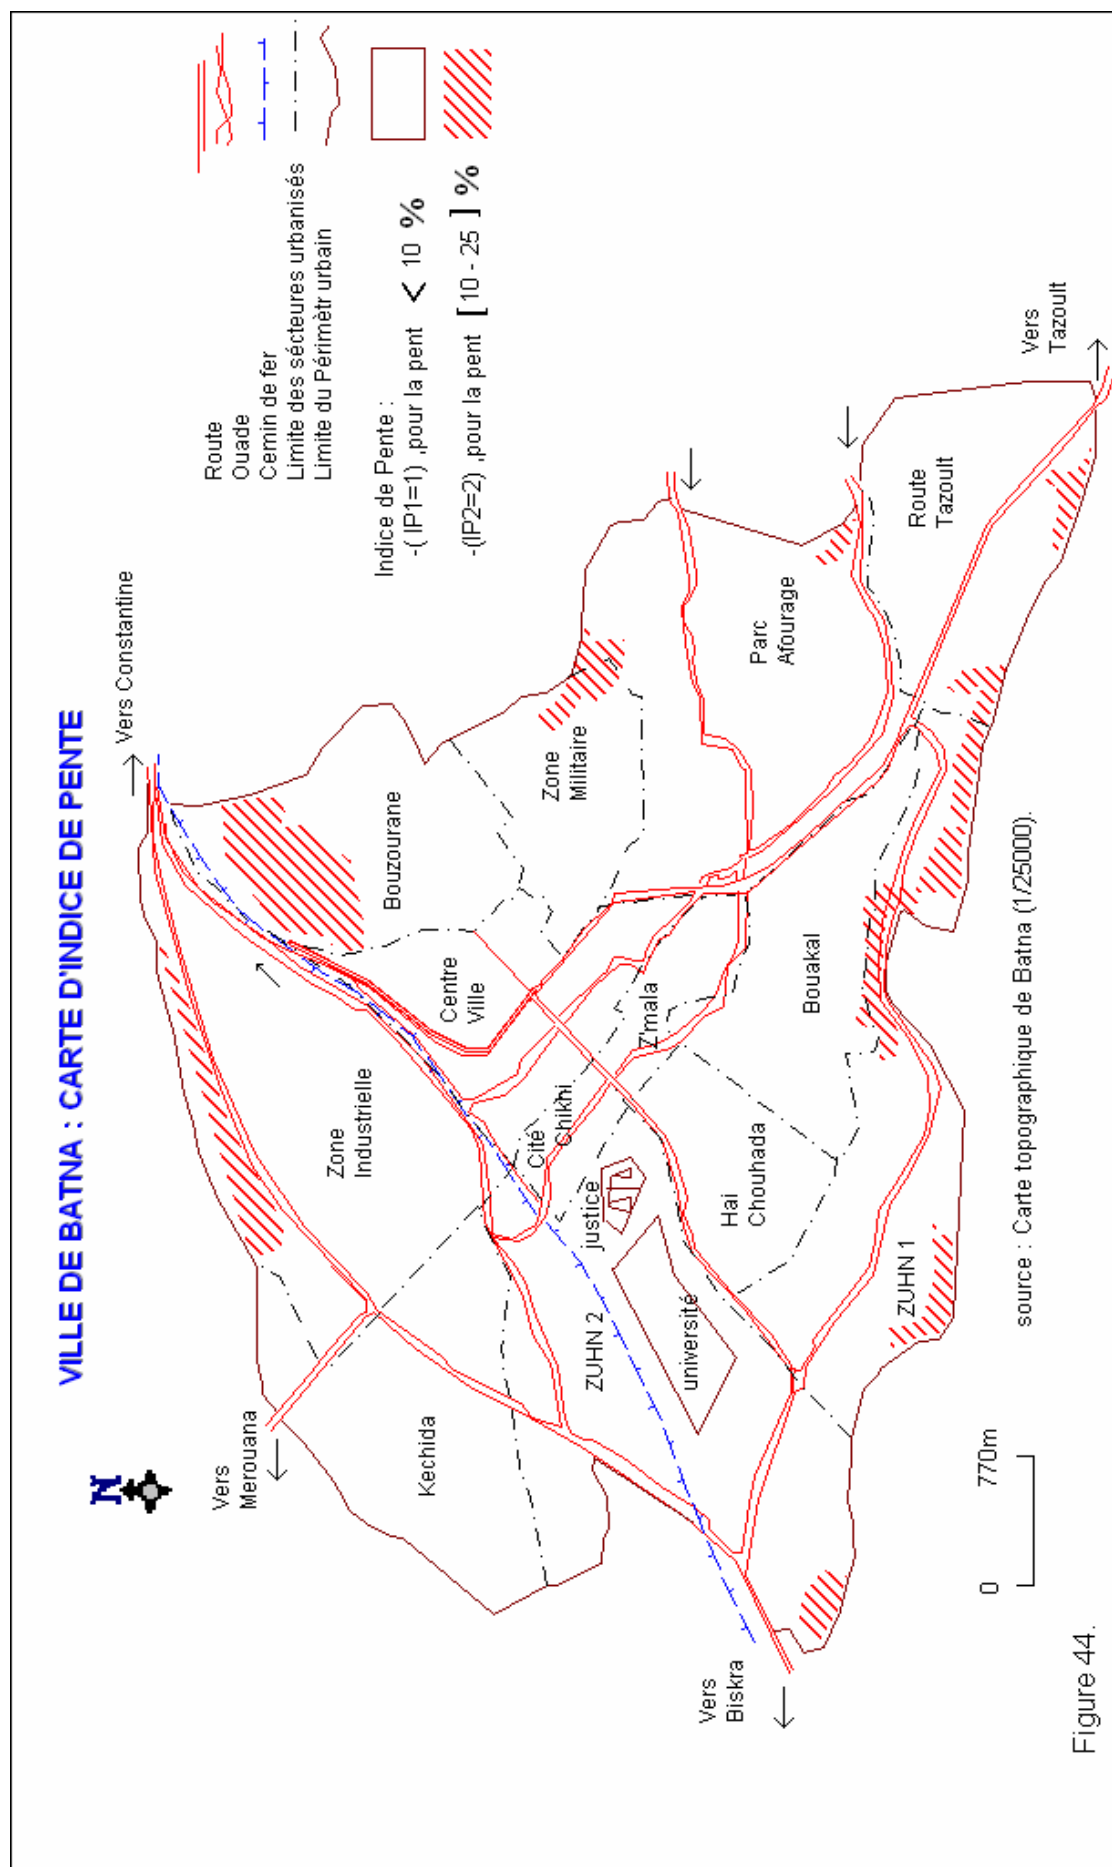 VILLE DE BATNA : CARTE D'INDICE DE PENTE
N
Vers Constantine
Vers
Merouana
Kechida
Zone
Industrielle
Bouzourane
Centre
Ville
Zone
Militaire
Cité
Chikhi
Z'mala
justice
ZUHN 2
université
Hai
Chouhada
Bouakal
Parc
Afourage
Route
Tazoult
ZUHN 1
Vers
Biskra
Vers
Tazoult
Route
Ouade
Cemin de fer
Limite des sécteures urbanisés
Limite du Périmètr urbain
Indice de Pente :
-( IP1=1) ,pour la pent < 10 %
-(IP2=2) ,pour la pent [10 - 25 ] %
0 770m
source : Carte topographique de Batna (1/25000).
Figure 44.